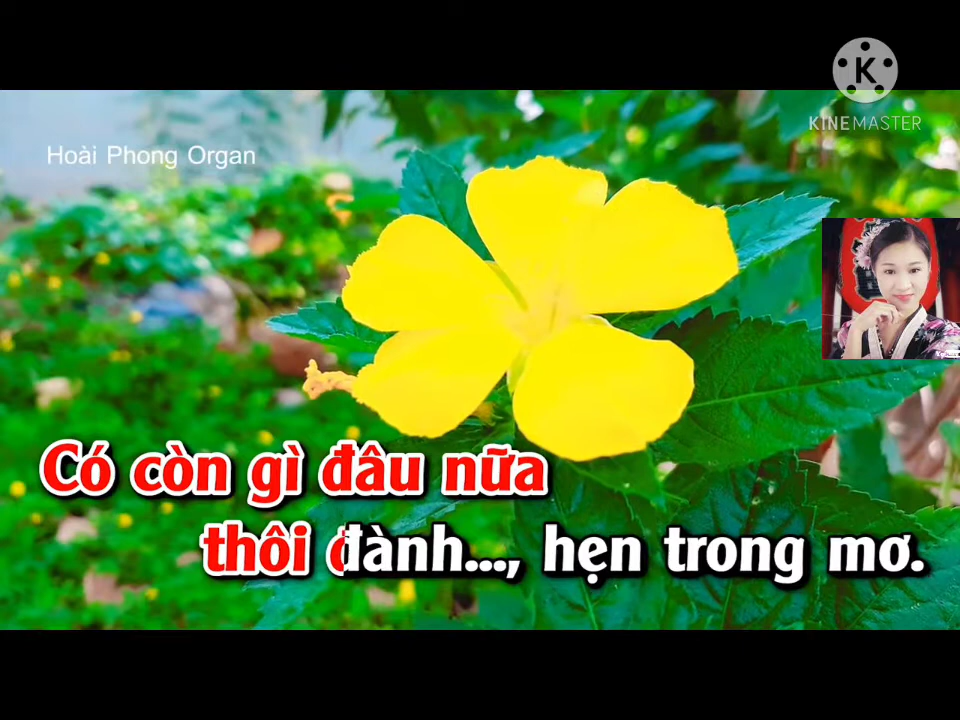 K
KINEMASTER
Hoài Phong Organ
Có còn gì đâu nữa
thôi đành..., hẹn trong mơ.